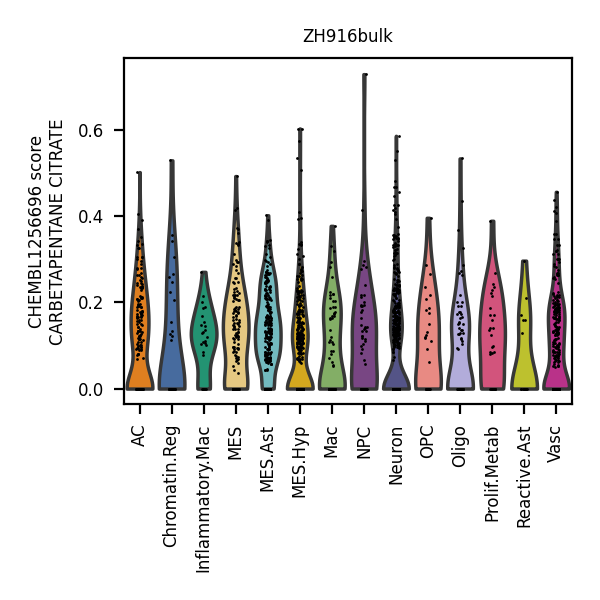 ZH916bulk
CHEMBL1256696 score
CARBETAPENTANE CITRATE
0.6
0.4
0.2
0.0
AC
Chromatin.Reg
Inflammatory.Mac
MES
MES.Ast
MES.Hyp
Mac
NPC
Neuron
OPC
Oligo
Prolif.Metab
Reactive.Ast
Vasc